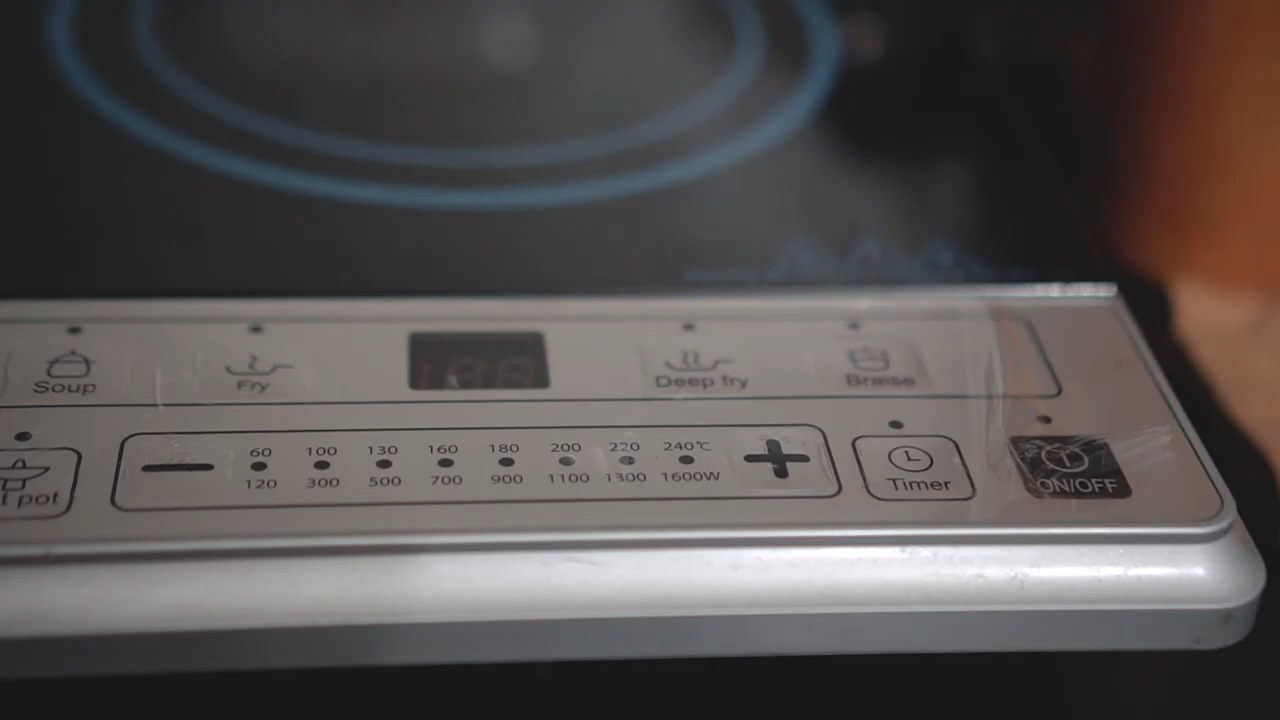 Soup Fry Deep fry Braise
60 100 130 160 180 200 220 240℃
120 300 500 700 900 1100 1300 1600W
pot
Timer
ON/OFF